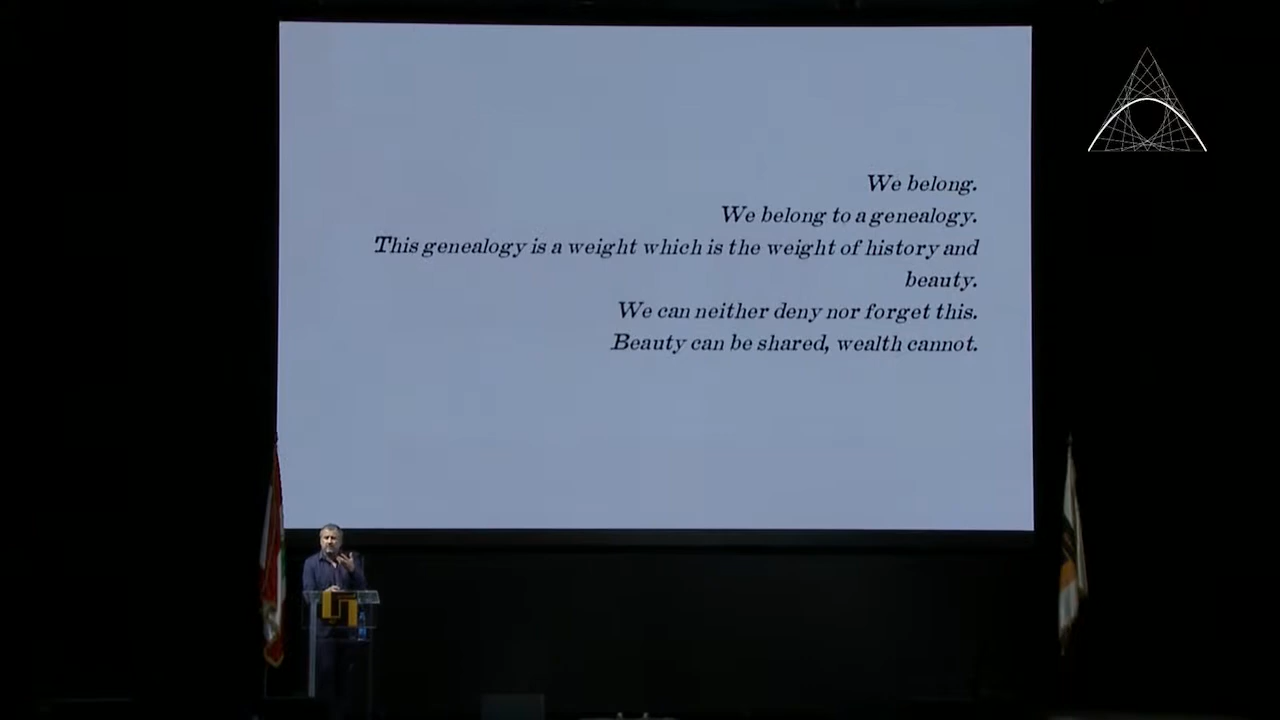 We belong.
We belong to a genealogy.
This genealogy is a weight which is the weight of history and
beauty.
We can neither deny nor forget this.
Beauty can be shared, wealth cannot.